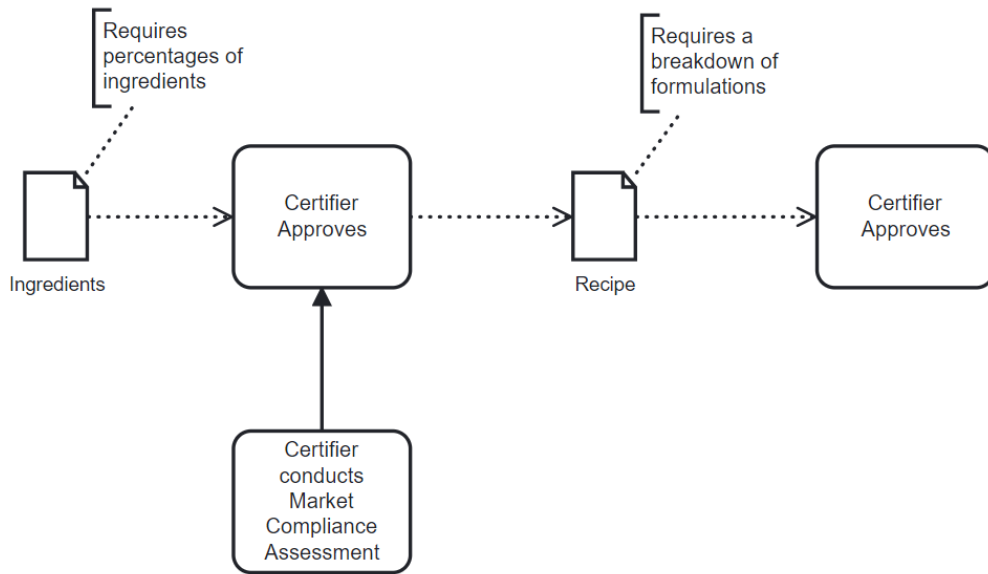 Requires
percentages of
ingredients
Requires a
breakdown of
formulations
Ingredients
Certifier
Approves
Recipe
Certifier
Approves
Certifier
conducts
Market
Compliance
Assessment